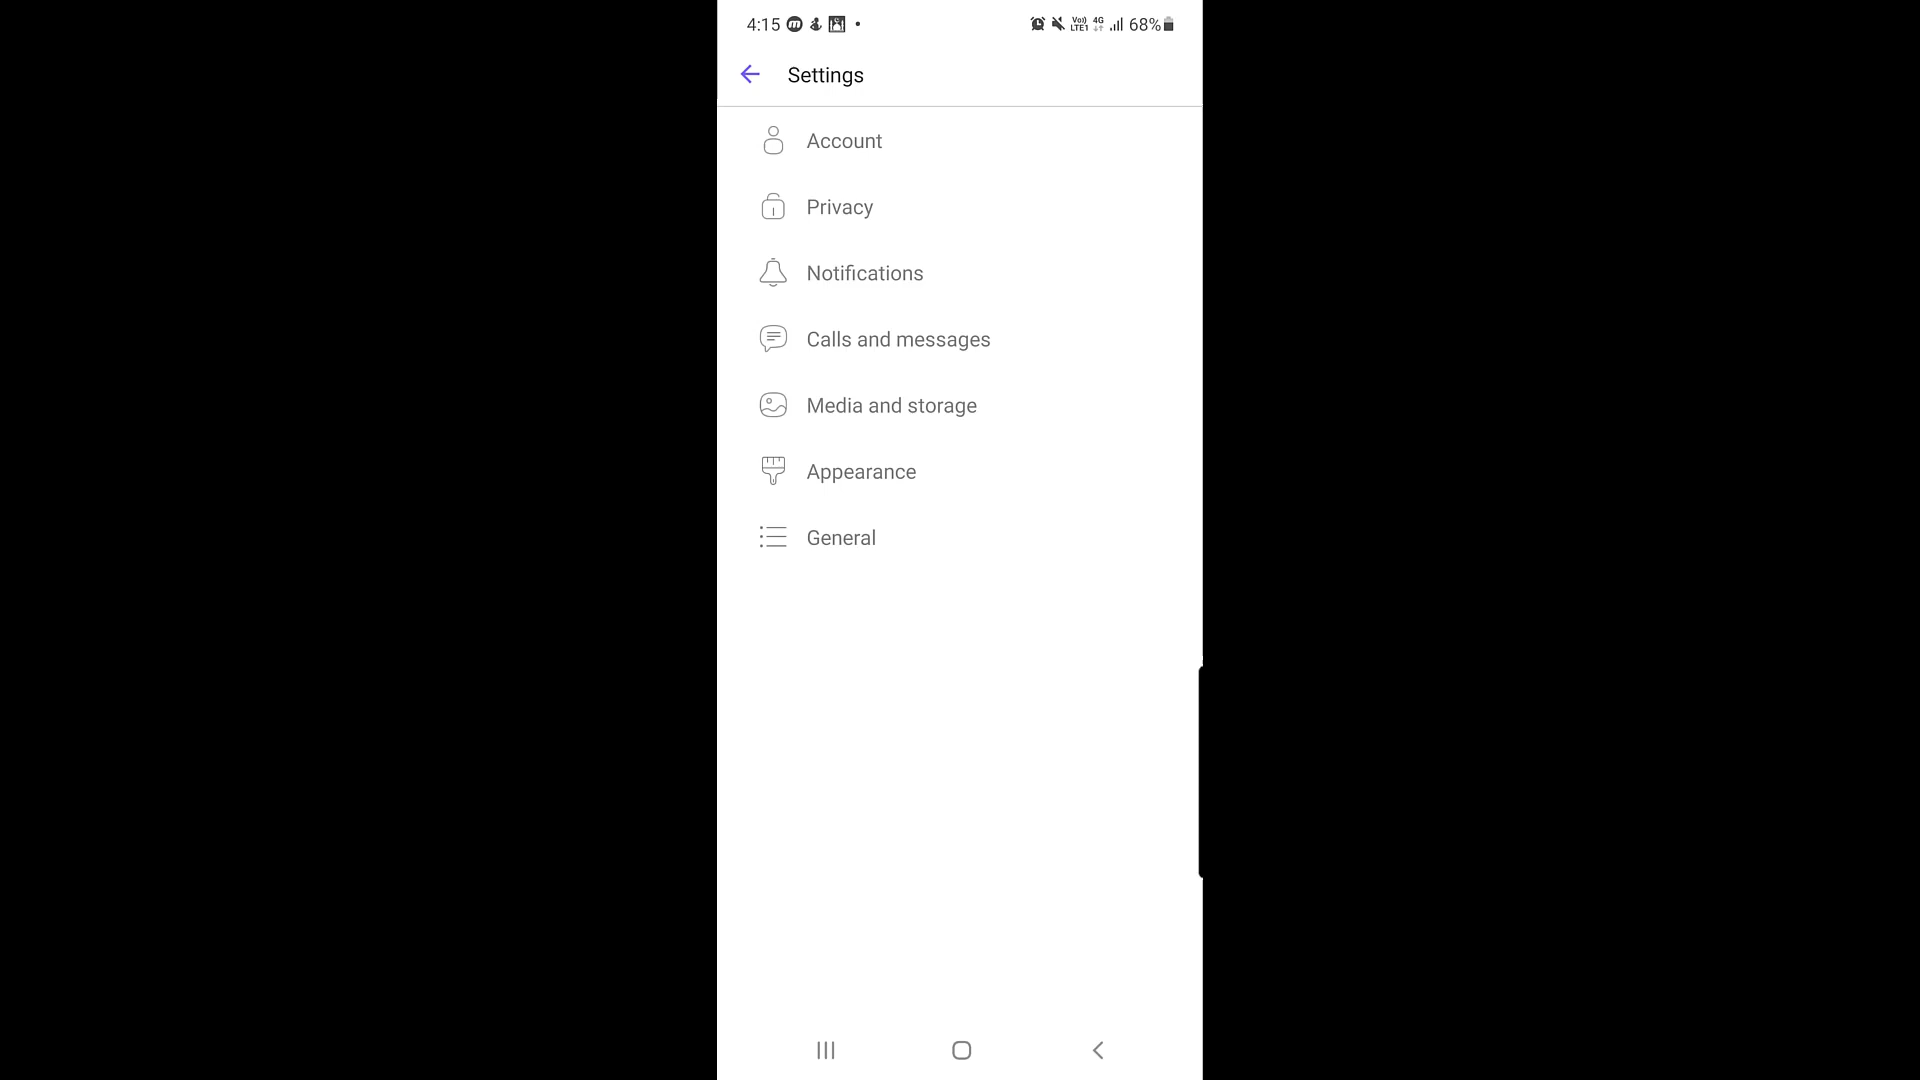 4:15 68%
Settings
Account
Privacy
Notifications
Calls and messages
Media and storage
Appearance
General